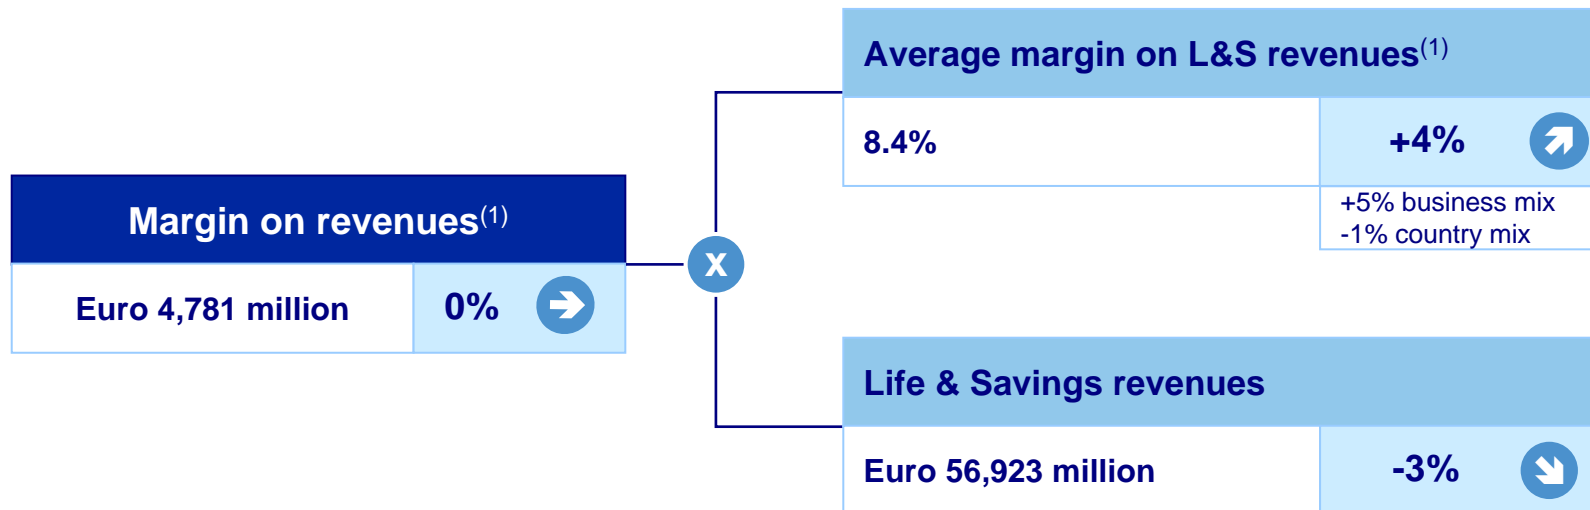 Average margin on L&S revenues(1)
8.4%
+4%
+5% business mix
-1% country mix
Margin on revenues(1)
Euro 4,781 million
0%
X
Life & Savings revenues
Euro 56,923 million
-3%